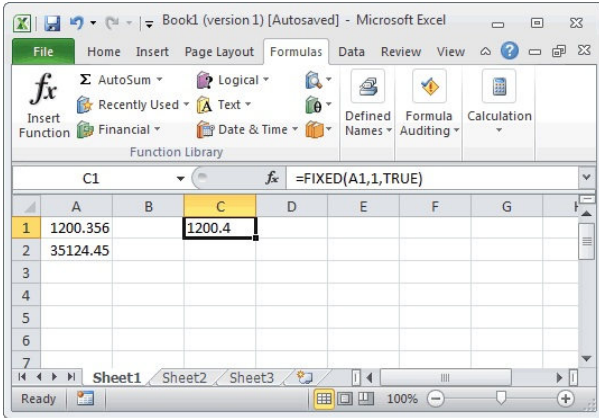 Book1 (version 1) [Autosaved] - Microsoft Excel
File Home Insert Page Layout Formulas Data Review View
fx Insert Function
Σ AutoSum
Recently Used
Financial
Logical
A Text
Date & Time
Function Library
Defined Names
Formula Auditing
Calculation
C1 fx =FIXED(A1,1,TRUE)
A B C D E F G H
1 1200.356 1200.4
2 35124.45
3
4
5
6
7
Sheet1 Sheet2 Sheet3
Ready 100%